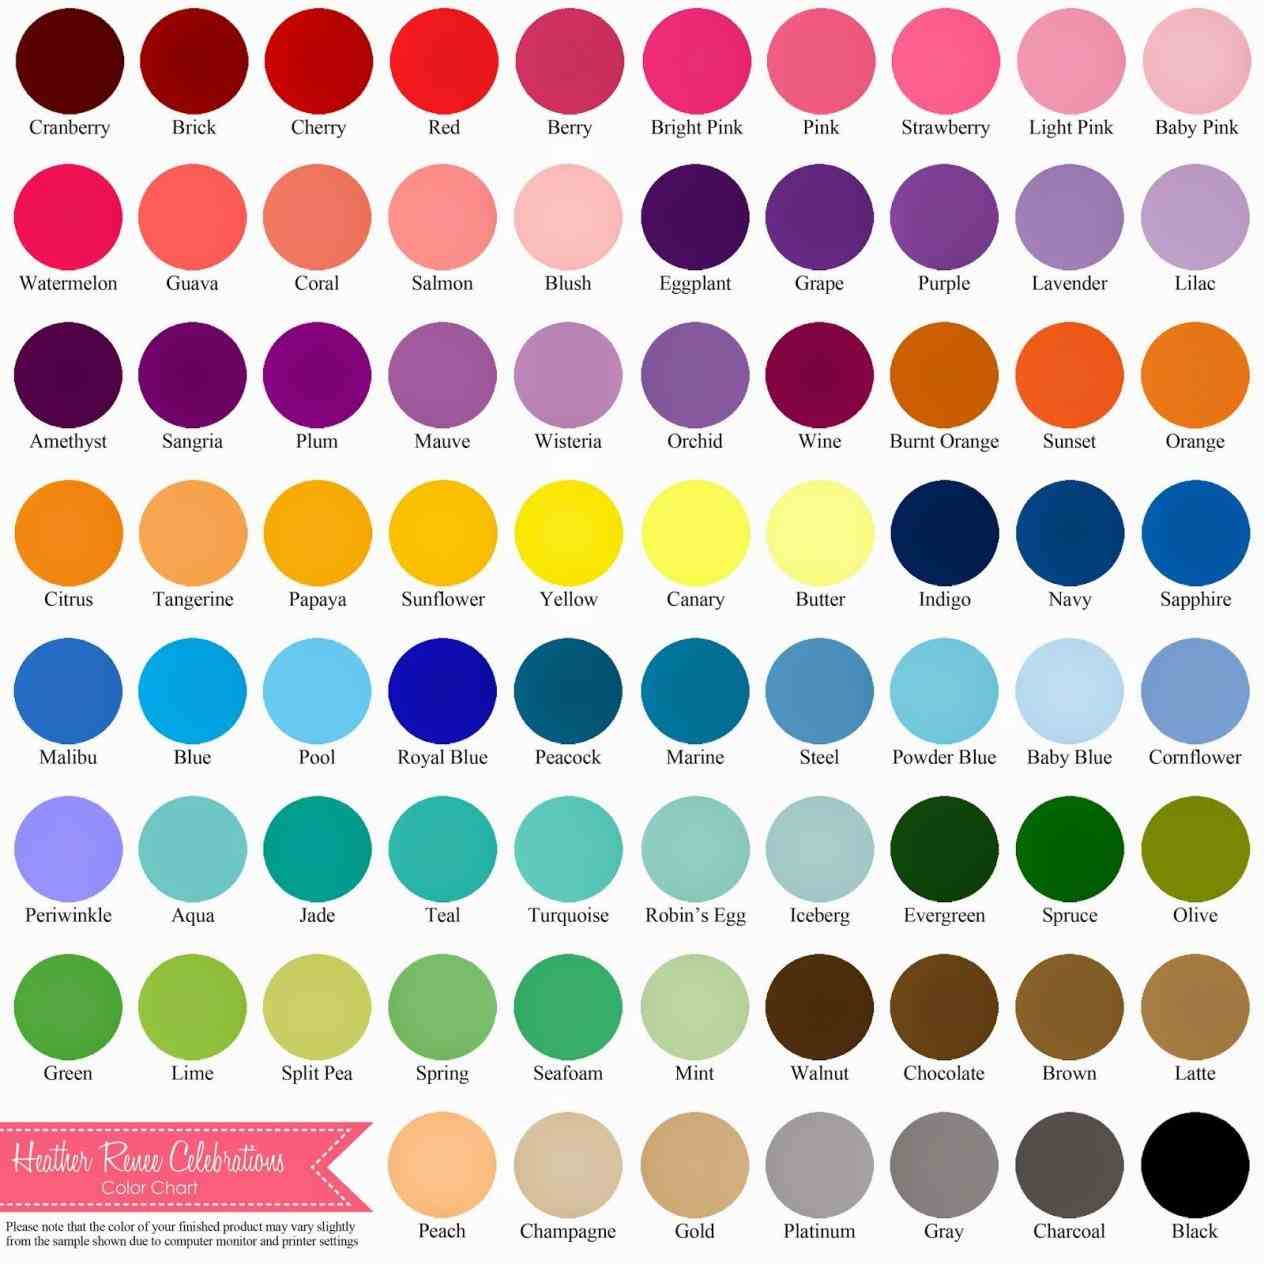 Cranberry Brick Cherry Red Berry Bright Pink Pink Strawberry Light Pink Baby Pink
Watermelon Guava Coral Salmon Blush Eggplant Grape Purple Lavender Lilac
Amethyst Sangria Plum Mauve Wisteria Orchid Wine Burnt Orange Sunset Orange
Citrus Tangerine Papaya Sunflower Yellow Canary Butter Indigo Navy Sapphire
Malibu Blue Pool Royal Blue Peacock Marine Steel Powder Blue Baby Blue Cornflower
Periwinkle Aqua Jade Teal Turquoise Robin's Egg Iceberg Evergreen Spruce Olive
Green Lime Split Pea Spring Seafoam Mint Walnut Chocolate Brown Latte
Heather Renee Celebrations
Color Chart
Please note that the color of your finished product may vary slightly
from the sample shown due to computer monitor and printer settings
Peach Champagne Gold Platinum Gray Charcoal Black